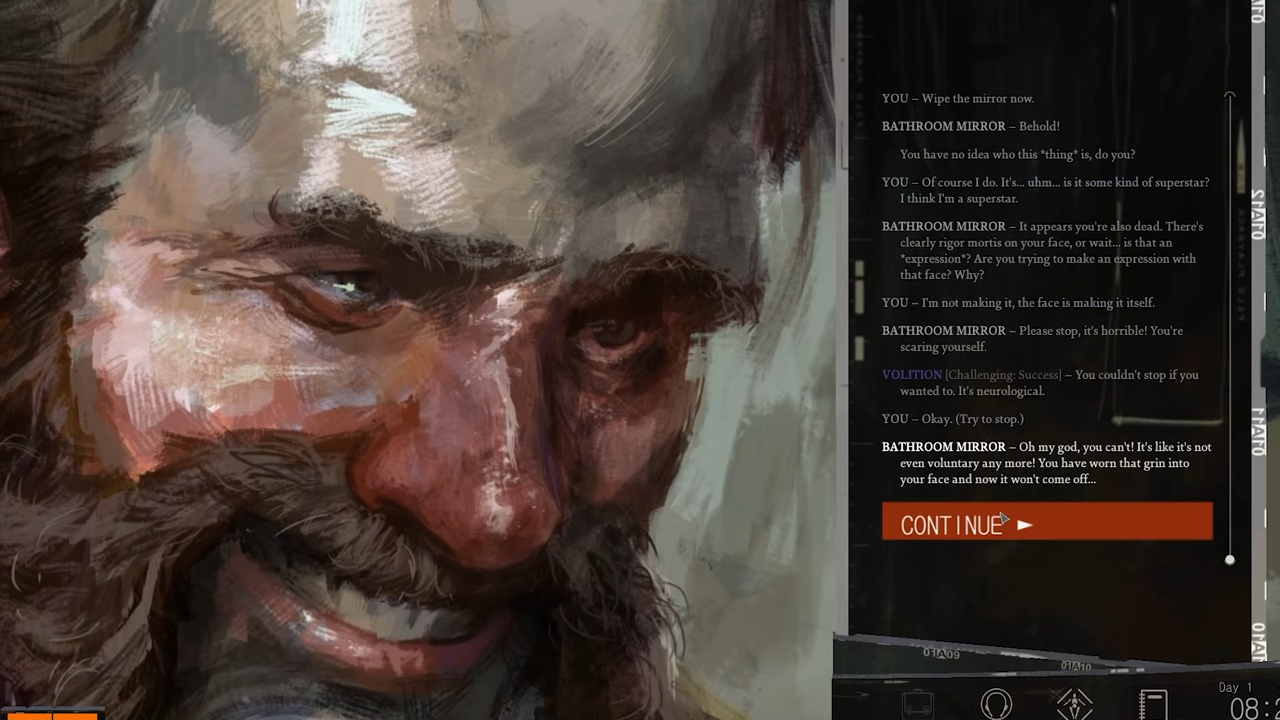 YOU – Wipe the mirror now.
BATHROOM MIRROR – Behold!
You have no idea who this *thing* is, do you?
YOU – Of course I do. It's... uhm... is it some kind of superstar?
I think I'm a superstar.
BATHROOM MIRROR – It appears you're also dead. There's
clearly rigor mortis on your face, or wait... is that an
*expression*? Are you trying to make an expression with
that face? Why?
YOU – I'm not making it, the face is making itself.
BATHROOM MIRROR – Please stop, it's horrible! You're
scaring yourself.
VOLITION [Challenging: Success] – You couldn't stop if you
wanted to. It's neurological.
YOU – Okay. (Try to stop.)
BATHROOM MIRROR – Oh my god, you can't! It's like it's not
even voluntary any more! You have worn that grin into
your face and now it won't come off...
CONTINUE
01A09
01A10
Day 1
08: